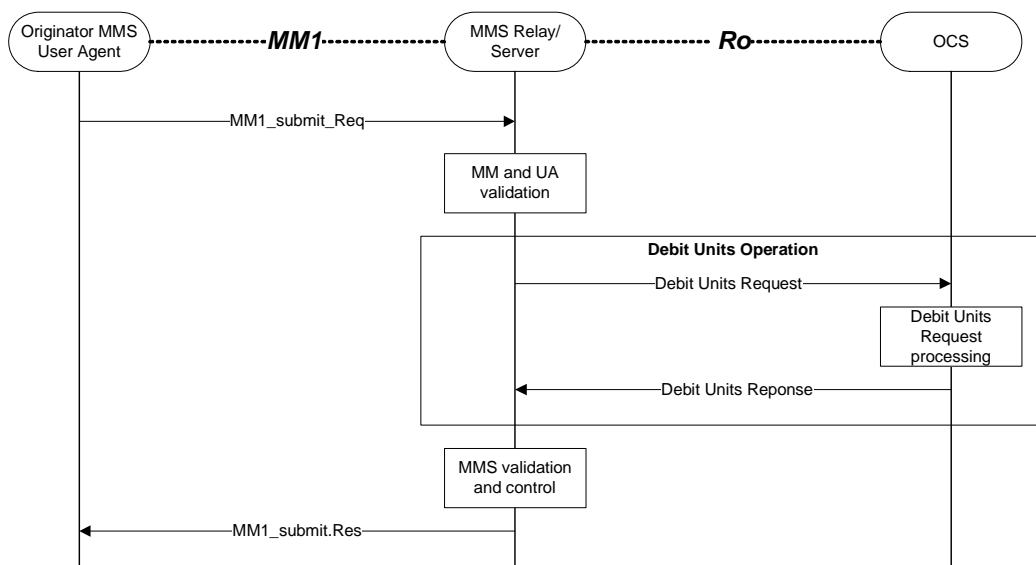 Originator MMS
User Agent
MM1
MMS Relay/
Server
Ro
OCS
MM1_submit_Req
MM and UA
validation
Debit Units Operation
Debit Units Request
Debit Units
Request
processing
Debit Units Reponse
MMS validation
and control
MM1_submit.Res